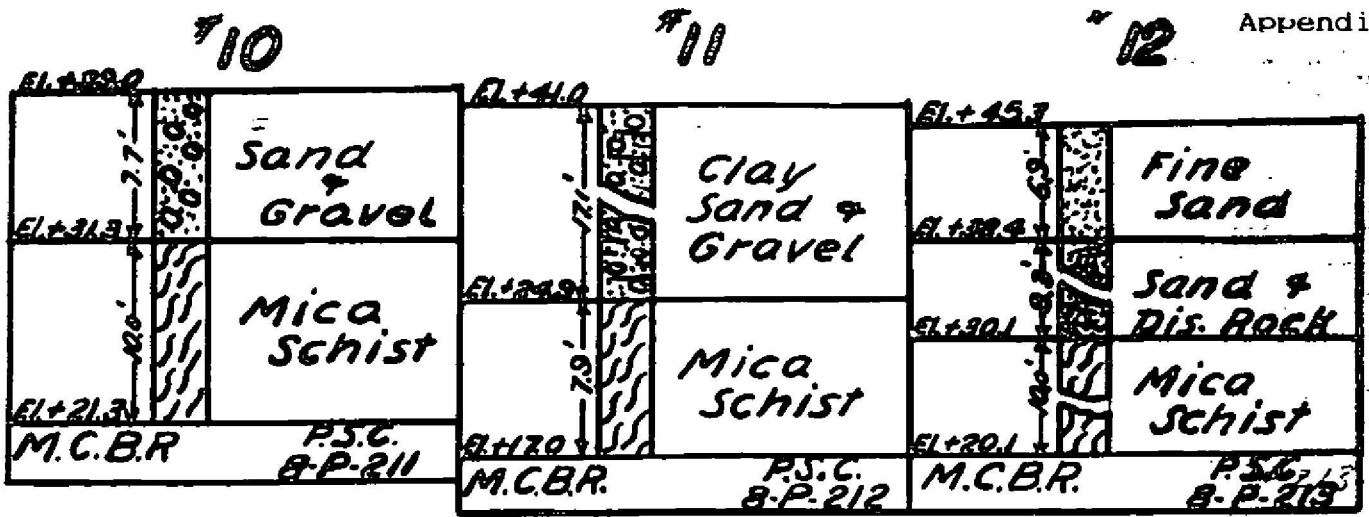 #10
El.+39.0
7.7'
Sand
&
Gravel
El.+31.3
10.0'
Mica
Schist
El.+21.3
M.C.B.R
P.S.C.
8-P-211
#11
El.+41.0
17.1'
Clay
Sand &
Gravel
El.+24.9
7.9'
Mica
Schist
El.+17.0
M.C.B.R.
P.S.C.
8-P-212
#12
Appendi
El.+45.3
6.9'
Fine
Sand
El.+38.4
8.3'
Sand &
Dis. Rock
El.+30.1
10.0'
Mica
Schist
El.+20.1
M.C.B.R.
P.S.C.
8-P-213